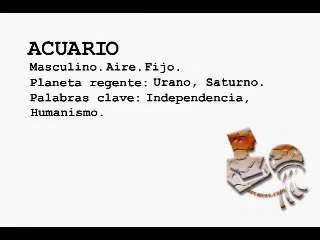 ACUARIO
Masculino. Aire. Fijo.
Planeta regente: Urano, Saturno.
Palabras clave: Independencia,
Humanismo.